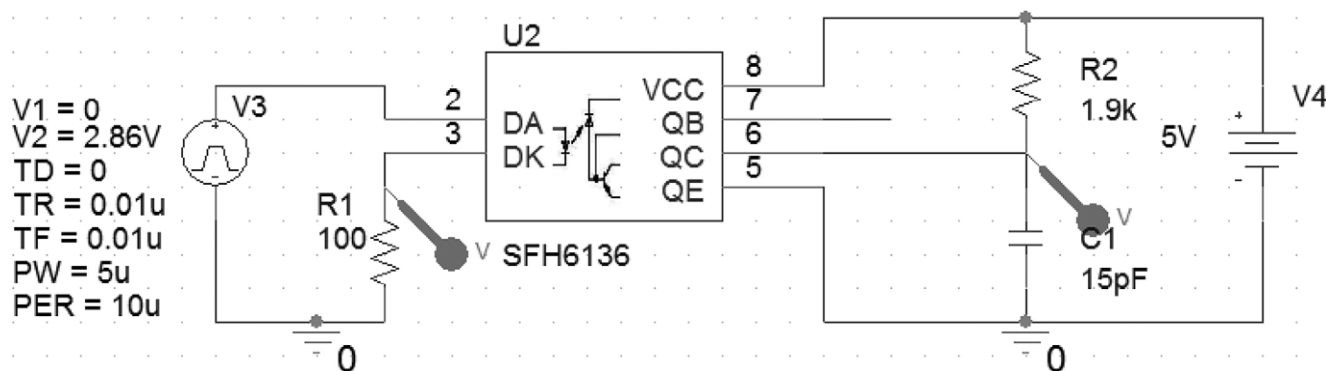 V1 = 0
V2 = 2.86V
TD = 0
TR = 0.01u
TF = 0.01u
PW = 5u
PER = 10u
V3
2
3
R1
100
V
0
U2
DA
DK
VCC
QB
QC
QE
SFH6136
8
7
6
5
R2
1.9k
V
C1
15pF
0
5V
+
-
V4